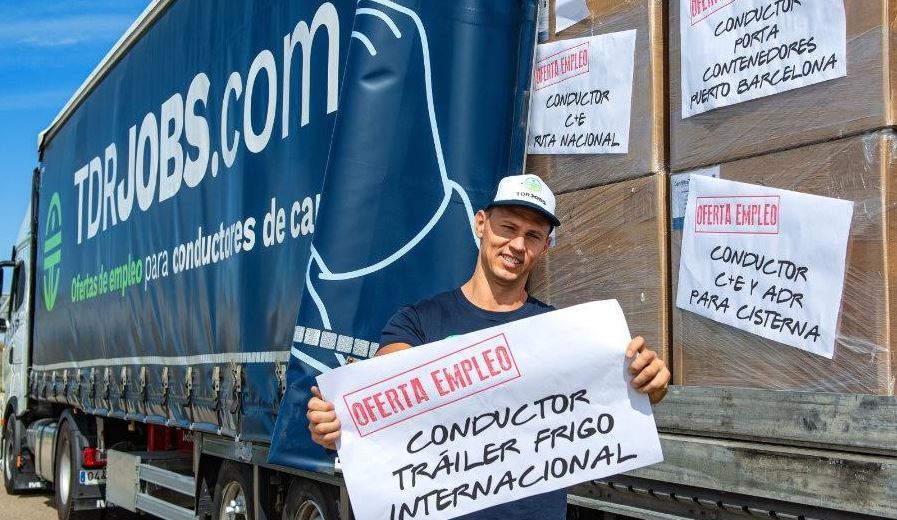 TDRJOBS.com
Ofertas de empleo para conductores de
TDRJOBS
OFERTA EMPLEO
CONDUCTOR
C+E
RUTA NACIONAL
OFERTA EMPLEO
CONDUCTOR
PORTA
CONTENEDORES
PUERTO BARCELONA
OFERTA EMPLEO
CONDUCTOR
C+E Y ADR
PARA CISTERNA
OFERTA EMPLEO
CONDUCTOR
TRÁILER FRIGO
INTERNACIONAL